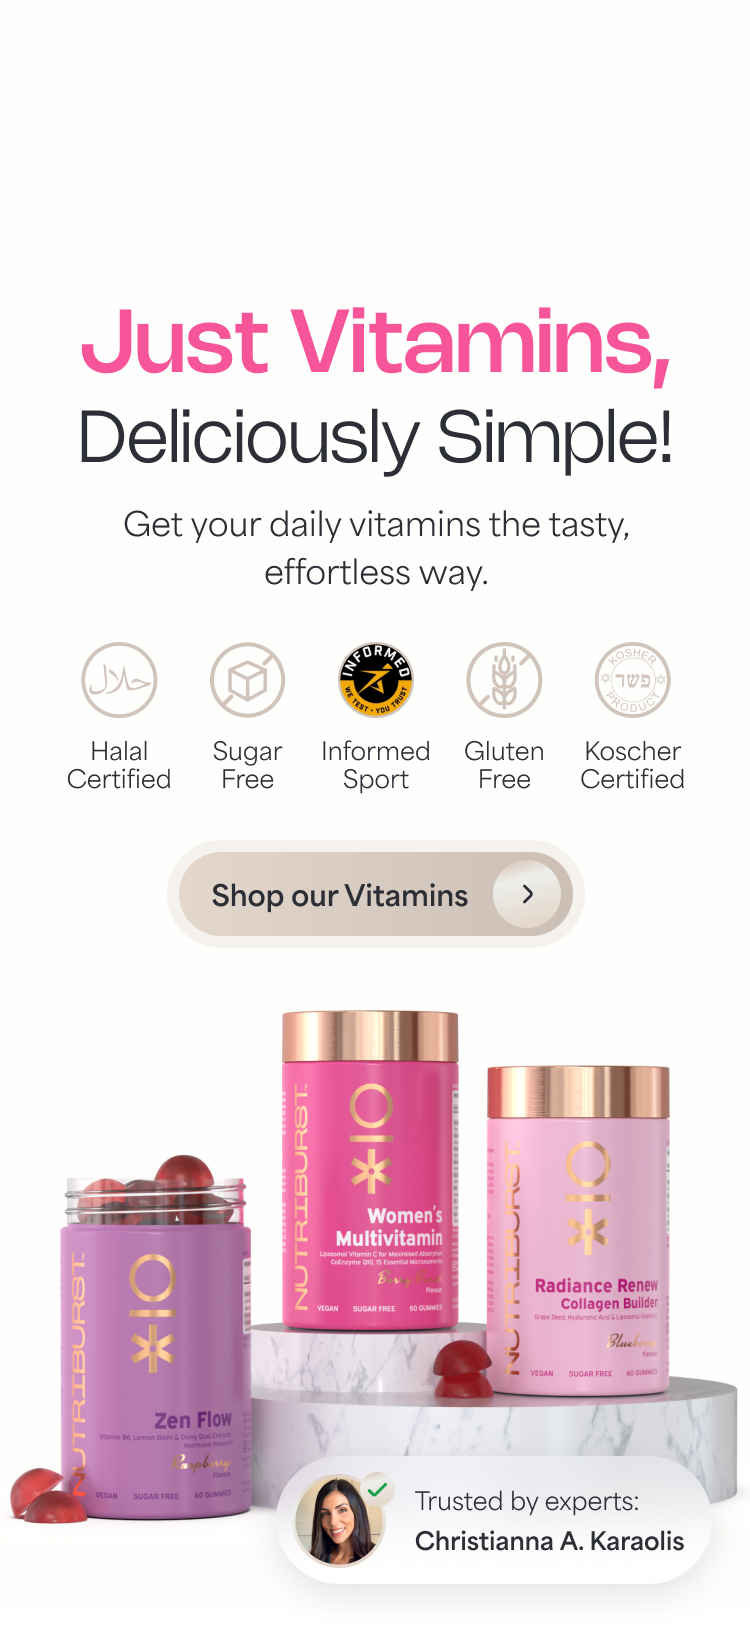 Just Vitamins,
Deliciously Simple!
Get your daily vitamins the tasty,
effortless way.
حلال
INFORMED
WE TEST · YOU TRUST
KOSHER
כשר
PRODUCT
Halal
Certified
Sugar
Free
Informed
Sport
Gluten
Free
Koscher
Certified
Shop our Vitamins
NUTRIBURST
Women's
Multivitamin
Liposomal Vitamin C for Maximised Absorption
CoEnzyme Q10, 15 Essential Micronutrients
Berry
Flavour
VEGAN SUGAR FREE 60 GUMMIES
NUTRIBURST
Radiance Renew
Collagen Builder
Grape Seed, Hyaluronic Acid & Liposomal Vitamin C
Blueberry
Flavour
VEGAN SUGAR FREE 60 GUMMIES
NUTRIBURST
Zen Flow
Vitamin B6, Lemon Balm & Dong Quai Extracts
Hormonal Balance
Raspberry
Flavour
VEGAN SUGAR FREE 60 GUMMIES
Trusted by experts:
Christianna A. Karaolis